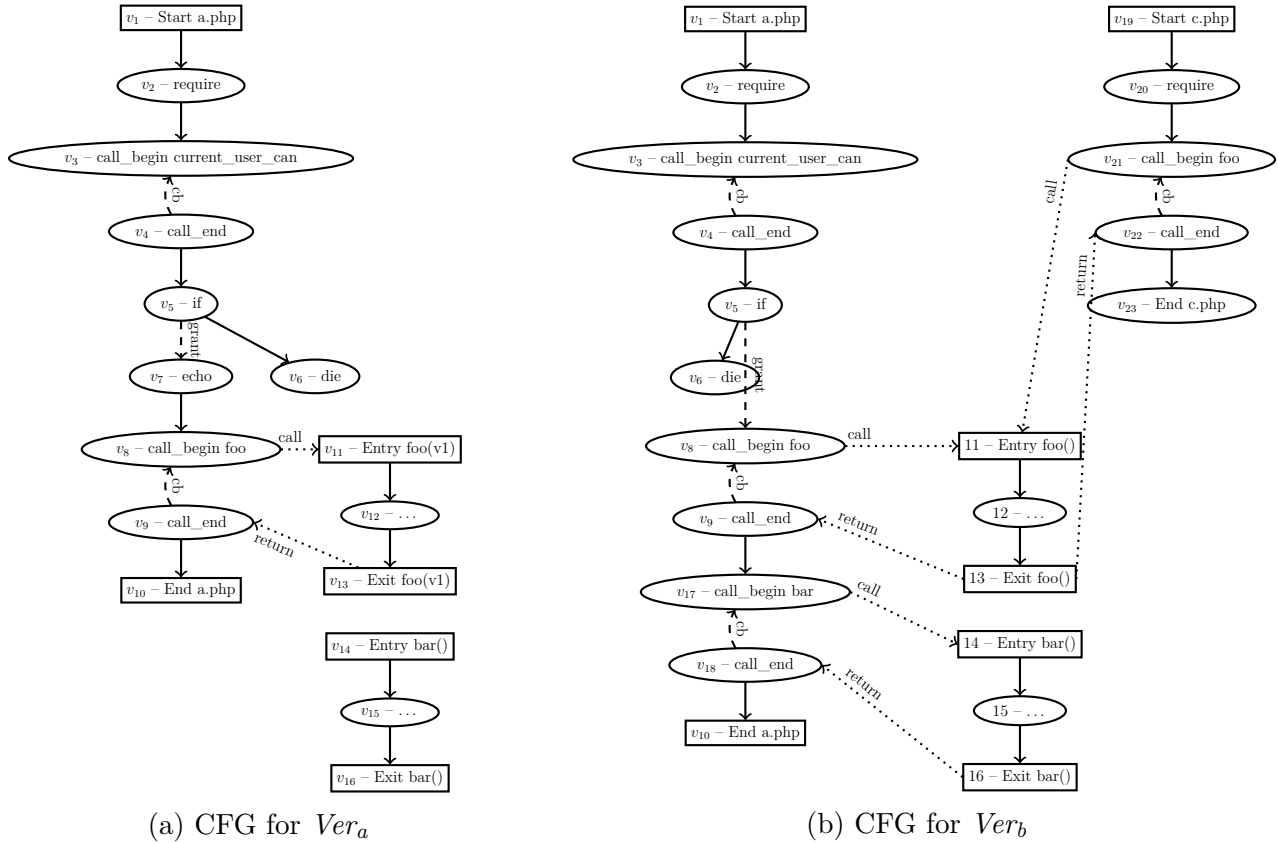 v₁ – Start a.php
v₂ – require
v₃ – call_begin current_user_can
cb
v₄ – call_end
v₅ – if
grant
v₇ – echo
v₆ – die
v₈ – call_begin foo
call
v₁₁ – Entry foo(v1)
cb
v₁₂ – ...
v₉ – call_end
return
v₁₀ – End a.php
v₁₃ – Exit foo(v1)
v₁₄ – Entry bar()
v₁₅ – ...
v₁₆ – Exit bar()
(a) CFG for Verₐ
v₁ – Start a.php
v₂ – require
v₃ – call_begin current_user_can
cb
v₄ – call_end
v₅ – if
v₆ – die
grant
v₈ – call_begin foo
call
11 – Entry foo()
cb
12 – ...
v₉ – call_end
return
13 – Exit foo()
v₁₇ – call_begin bar
call
cb
14 – Entry bar()
v₁₈ – call_end
return
15 – ...
v₁₀ – End a.php
16 – Exit bar()
v₁₉ – Start c.php
v₂₀ – require
v₂₁ – call_begin foo
call
cb
v₂₂ – call_end
return
v₂₃ – End c.php
(b) CFG for Ver_b